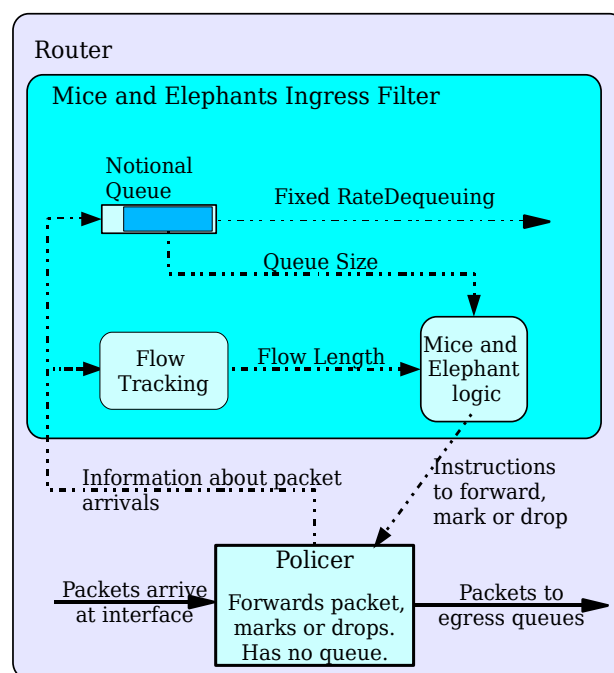 Router
Mice and Elephants Ingress Filter
Notional
Queue
Fixed RateDequeuing
Queue Size
Flow
Tracking
Flow Length
Mice and
Elephant
logic
Information about packet
arrivals
Instructions
to forward,
mark or drop
Packets arrive
at interface
Policer
Forwards packet,
marks or drops.
Has no queue.
Packets to
egress queues